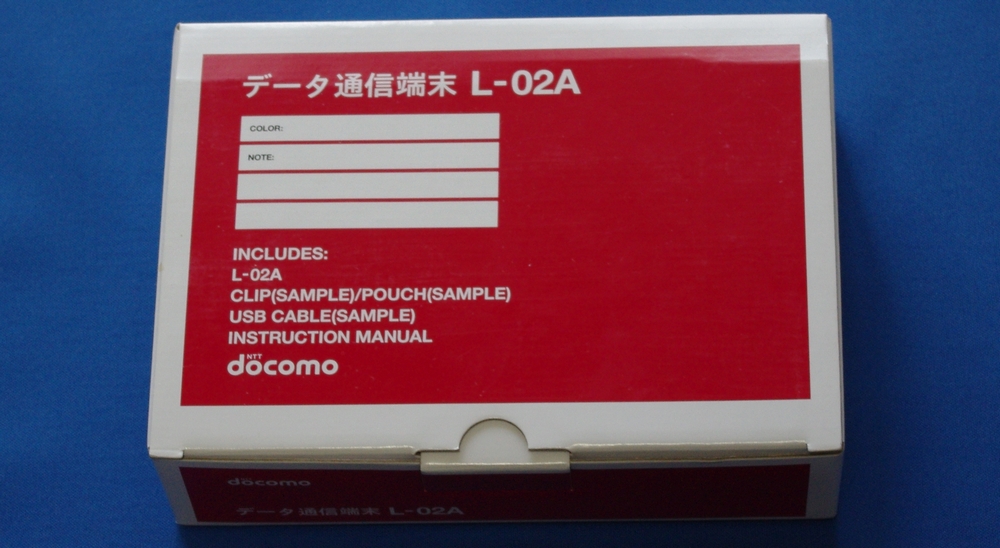 データ通信端末 L-02A
COLOR:
NOTE:
INCLUDES:
L-02A
CLIP(SAMPLE)/POUCH(SAMPLE)
USB CABLE(SAMPLE)
INSTRUCTION MANUAL
NTT
docomo
docomo
データ通信端末 L-02A